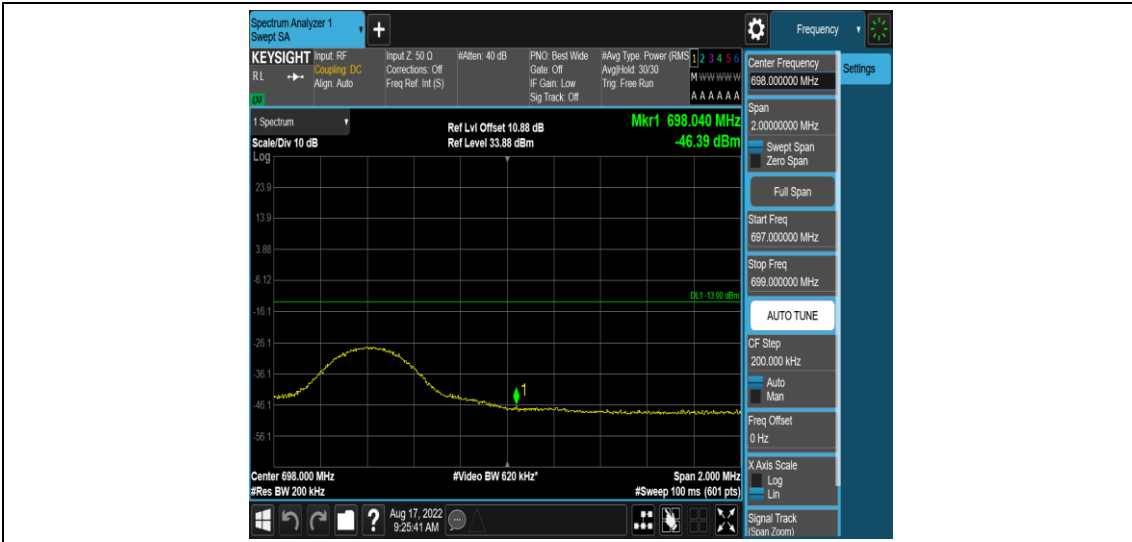 Spectrum Analyzer 1
Swept SA
+
Frequency
KEYSIGHT
RL
LXI
Input: RF
Coupling: DC
Align: Auto
Input Z: 50 Ω
Corrections: Off
Freq Ref: Int (S)
#Atten: 40 dB
PNO: Best Wide
Gate: Off
IF Gain: Low
Sig Track: Off
#Avg Type: Power (RMS
Avg|Hold: 30/30
Trig: Free Run
1 2 3 4 5 6
M W W W W W
A A A A A A
1 Spectrum
Scale/Div 10 dB
Log
Ref Lvl Offset 10.88 dB
Ref Level 33.88 dBm
Mkr1 698.040 MHz
-46.39 dBm
23.9
13.9
3.88
-6.12
DL1 -13.00 dBm
-16.1
-26.1
-36.1
1
-46.1
-56.1
Center 698.000 MHz
#Res BW 200 kHz
#Video BW 620 kHz*
Span 2.000 MHz
#Sweep 100 ms (601 pts)
?
Aug 17, 2022
9:25:41 AM
Center Frequency
698.000000 MHz
Settings
Span
2.00000000 MHz
Swept Span
Zero Span
Full Span
Start Freq
697.000000 MHz
Stop Freq
699.000000 MHz
AUTO TUNE
CF Step
200.000 kHz
Auto
Man
Freq Offset
0 Hz
X Axis Scale
Log
Lin
Signal Track
(Span Zoom)